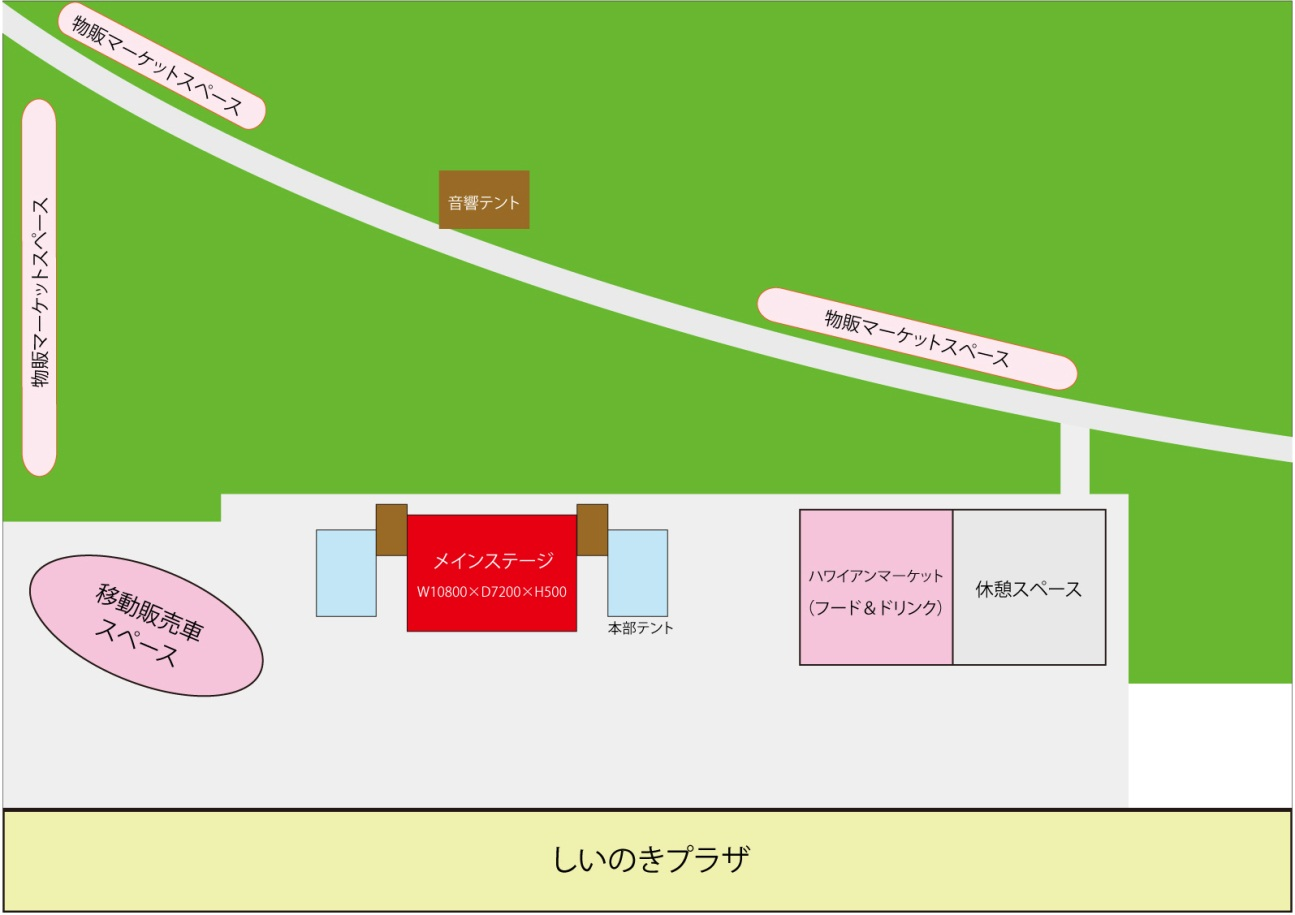 物販マーケットスペース
物販マーケットスペース
音響テント
物販マーケットスペース
メインステージ
W10800×D7200×H500
本部テント
ハワイアンマーケット
(フード＆ドリンク)
休憩スペース
移動販売車
スペース
しいのきプラザ